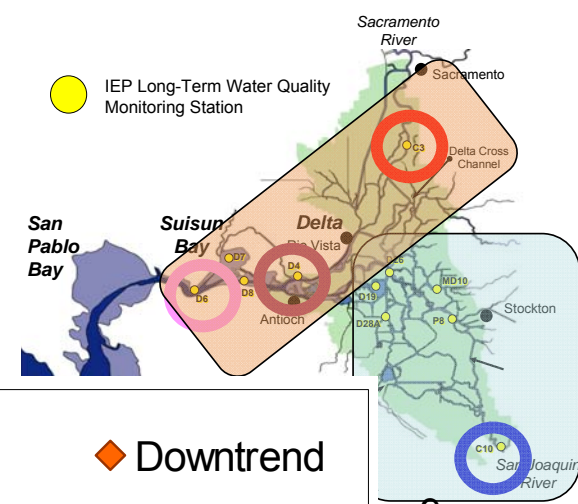 Sacramento
River
IEP Long-Term Water Quality
Monitoring Station
Sacramento
C3
Delta Cross
Channel
San
Pablo
Bay
Suisun
Bay
Delta
Rio Vista
D7
D4
D6
D8
Antioch
D26
D19
MD10
D28A
P8
Stockton
C10
San Joaquin
River
Downtrend